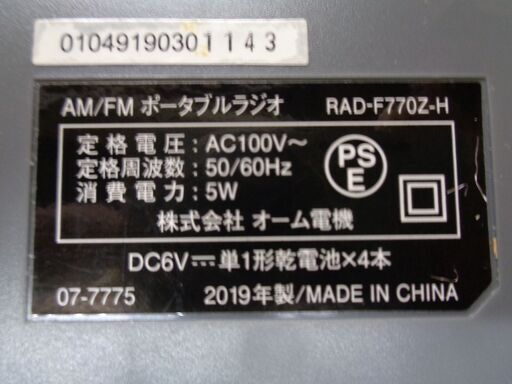 01049190301143
AM/FM ポータブルラジオ RAD-F770Z-H
定格電圧：AC100V～
定格周波数：50/60Hz
消費電力：5W
PS
E
株式会社 オーム電機
DC6V⎓単1形乾電池×4本
07-7775 2019年製/MADE IN CHINA